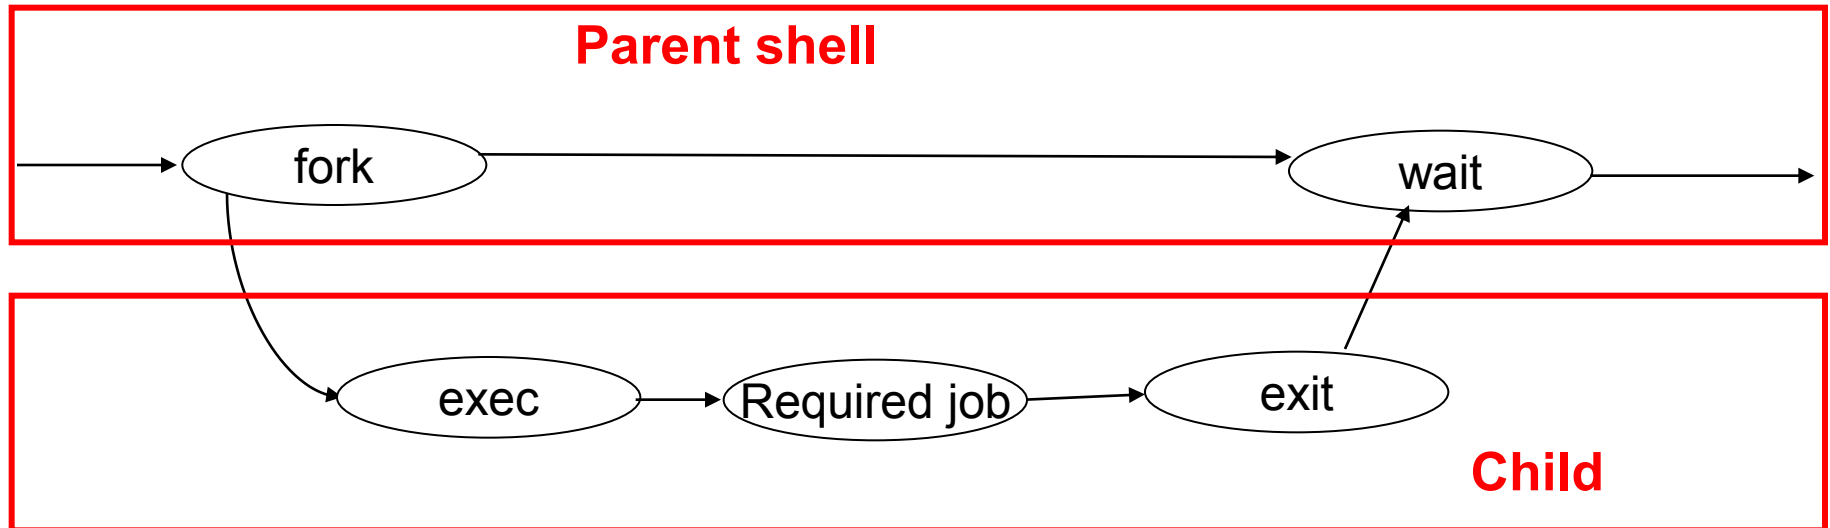 Parent shell
fork
wait
exec
Required job
exit
Child